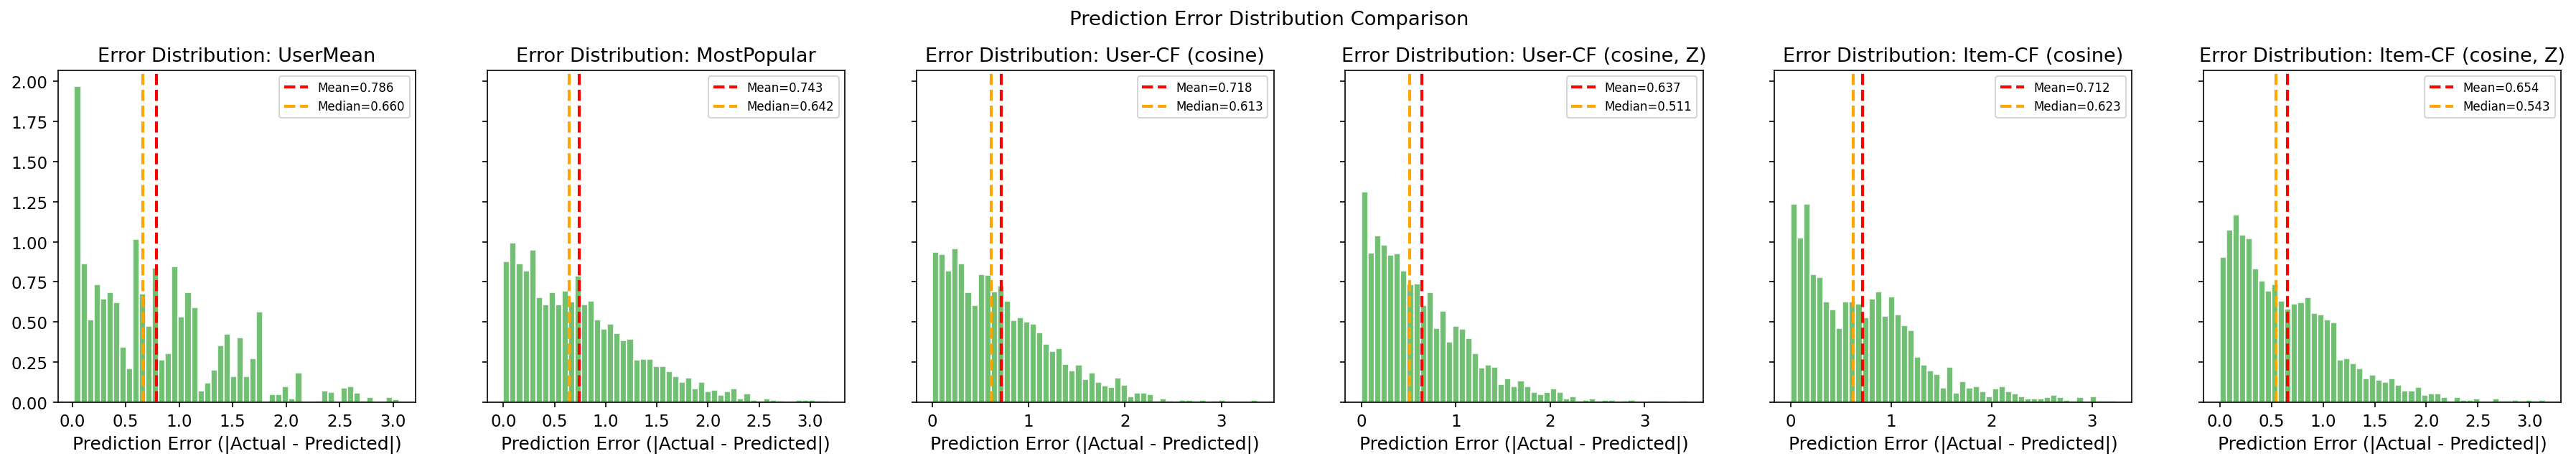 Prediction Error Distribution Comparison
Error Distribution: UserMean
Mean=0.786
Median=0.660
2.00
1.75
1.50
1.25
1.00
0.75
0.50
0.25
0.00
0.0 0.5 1.0 1.5 2.0 2.5 3.0
Prediction Error (|Actual - Predicted|)
Error Distribution: MostPopular
Mean=0.743
Median=0.642
0.0 0.5 1.0 1.5 2.0 2.5 3.0
Prediction Error (|Actual - Predicted|)
Error Distribution: User-CF (cosine)
Mean=0.718
Median=0.613
0 1 2 3
Prediction Error (|Actual - Predicted|)
Error Distribution: User-CF (cosine, Z)
Mean=0.637
Median=0.511
0 1 2 3
Prediction Error (|Actual - Predicted|)
Error Distribution: Item-CF (cosine)
Mean=0.712
Median=0.623
0 1 2 3
Prediction Error (|Actual - Predicted|)
Error Distribution: Item-CF (cosine, Z)
Mean=0.654
Median=0.543
0.0 0.5 1.0 1.5 2.0 2.5 3.0
Prediction Error (|Actual - Predicted|)